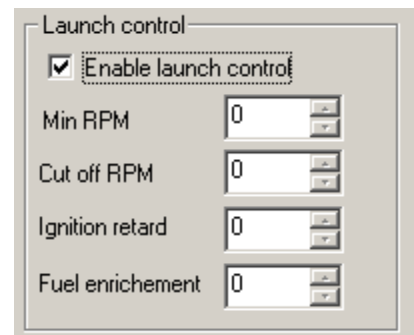 Launch control
Enable launch control
Min RPM 0
Cut off RPM 0
Ignition retard 0
Fuel enrichement 0